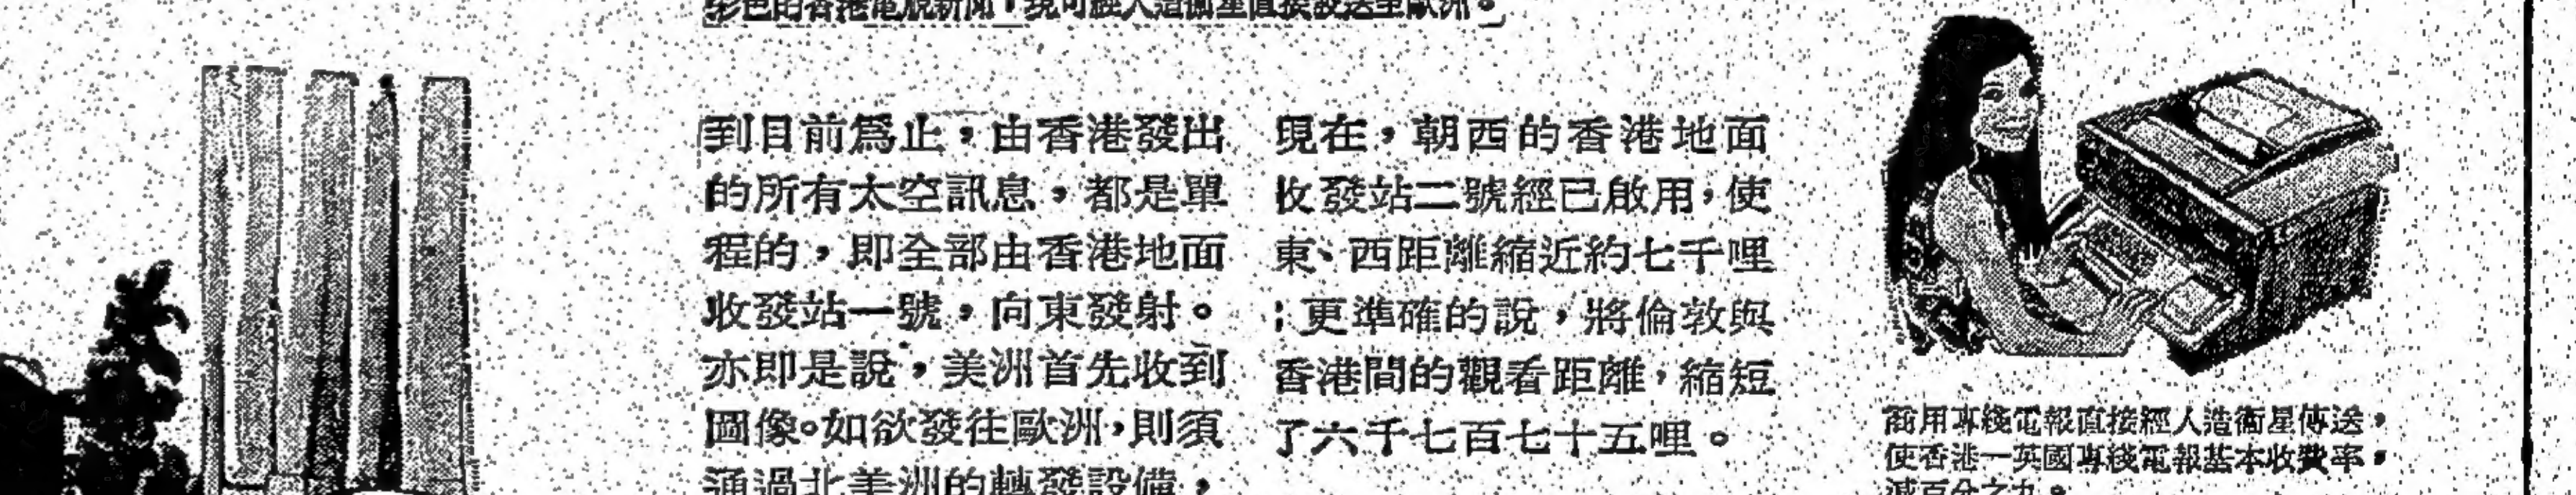 彩色的香港電視新聞，現可經人造衞星直接發送至歐洲。
到目前爲止，由香港發出
的所有太空訊息，都是單
程的，即全部由香港地面
收發站一號，向東發射。
亦即是說，美洲首先收到
圖像。如欲發往歐洲，則須
通過北美洲的轉發設備，
現在，朝西的香港地面
收發站二號經已啟用，使
東、西距離縮近約七千哩
；更準確的說，將倫敦與
香港間的觀看距離，縮短
了六千七百七十五哩。
商用專綫電報直接經人造衞星傳送，
使香港一英國專綫電報基本收費率，
減百分之九。